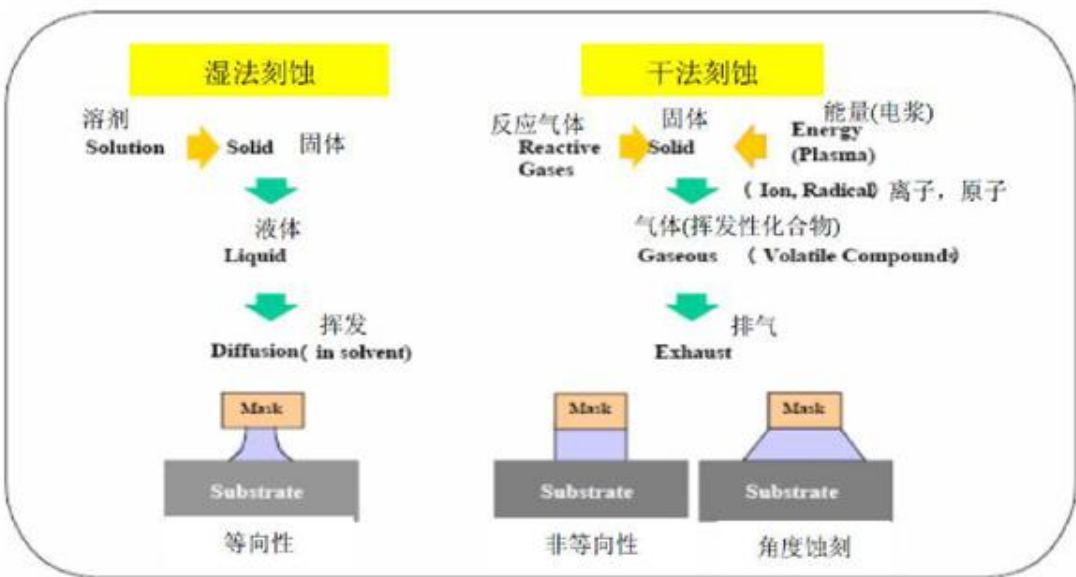 湿法刻蚀
溶剂
Solution
Solid
固体
液体
Liquid
挥发
Diffusion( in solvent)
Mask
Substrate
等向性
干法刻蚀
反应气体
Reactive
Gases
固体
Solid
能量(电浆)
Energy
(Plasma)
( Ion, Radical) 离子，原子
气体(挥发性化合物)
Gaseous ( Volatile Compounds)
排气
Exhaust
Mask
Substrate
非等向性
Mask
Substrate
角度蚀刻